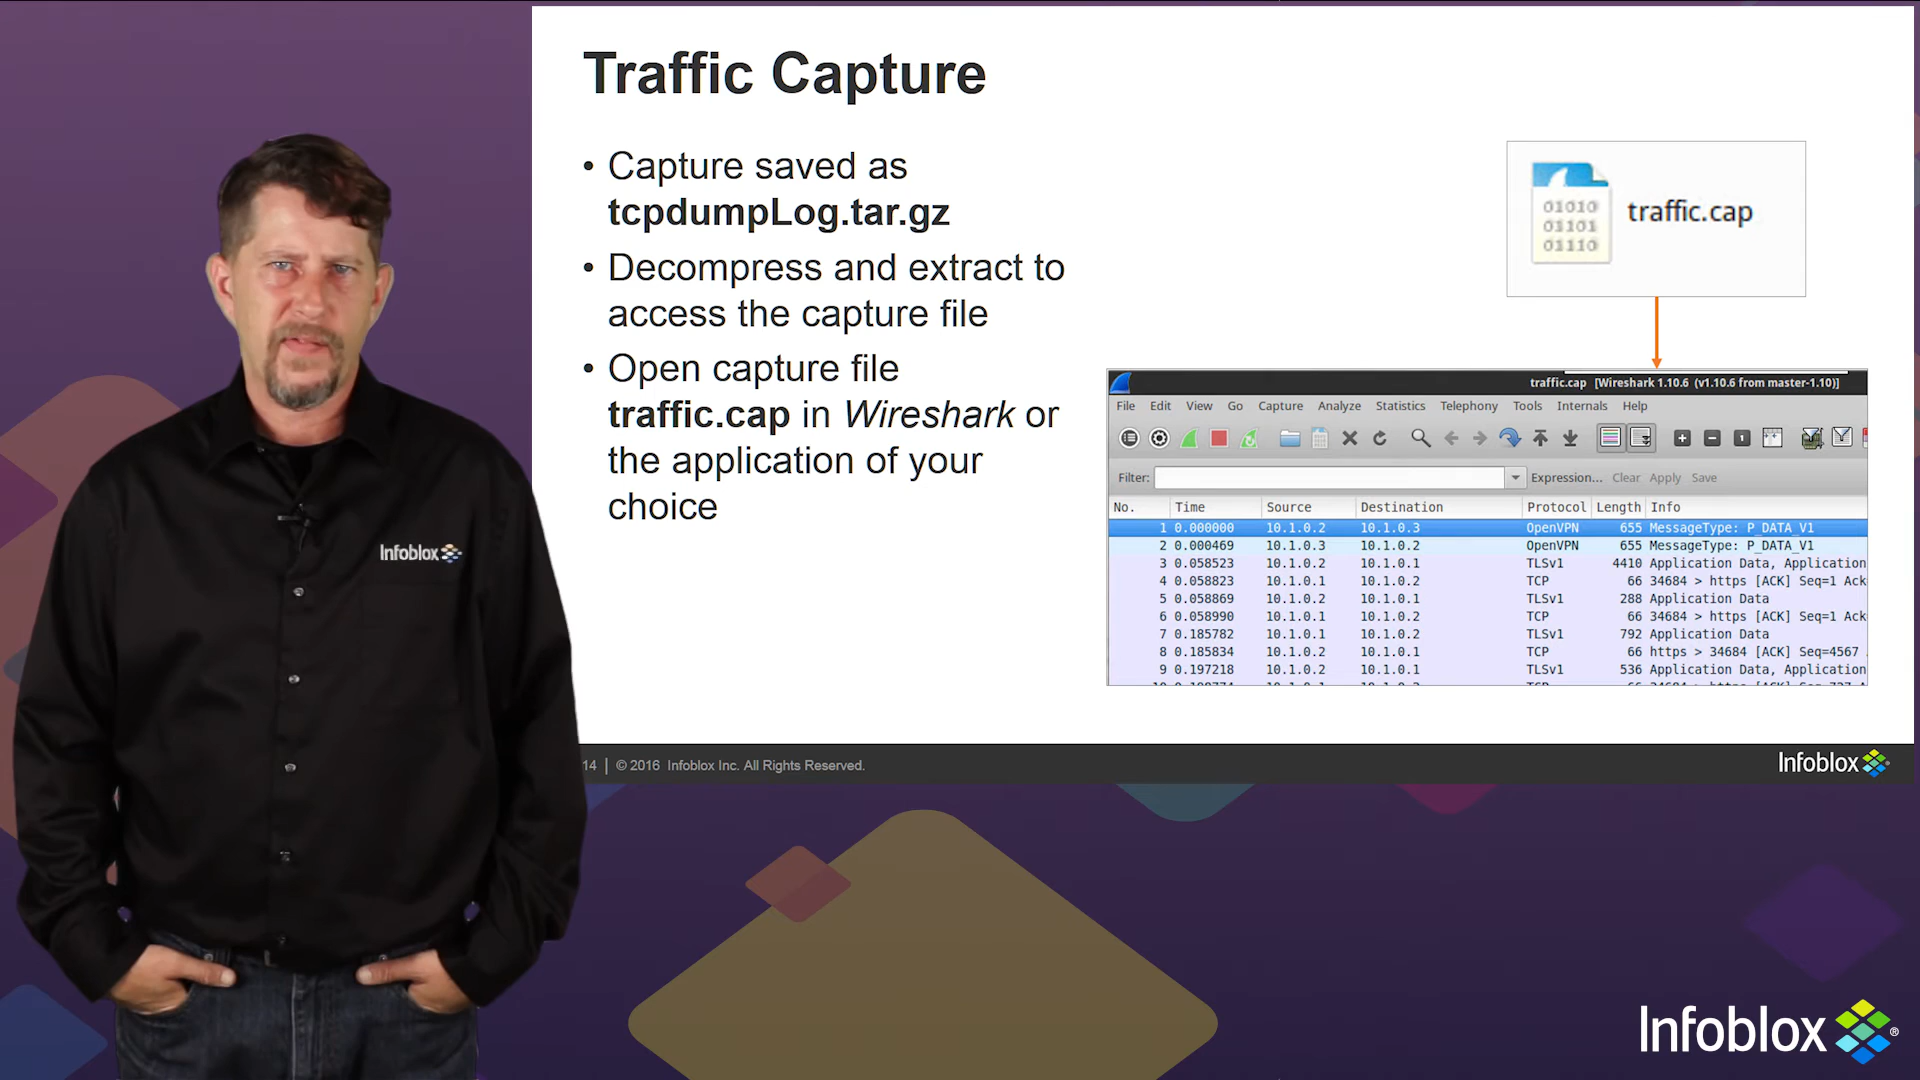 Traffic Capture
• Capture saved as
tcpdumpLog.tar.gz
• Decompress and extract to
access the capture file
• Open capture file
traffic.cap in Wireshark or
the application of your
choice
01010
01101
01110
traffic.cap
traffic.cap [Wireshark 1.10.6 (v1.10.6 from master-1.10)]
File Edit View Go Capture Analyze Statistics Telephony Tools Internals Help
Filter: Expression... Clear Apply Save
No. Time Source Destination Protocol Length Info
1 0.000000 10.1.0.2 10.1.0.3 OpenVPN 655 MessageType: P_DATA_V1
2 0.000469 10.1.0.3 10.1.0.2 OpenVPN 655 MessageType: P_DATA_V1
3 0.058523 10.1.0.2 10.1.0.1 TLSv1 4410 Application Data, Application
4 0.058823 10.1.0.1 10.1.0.2 TCP 66 34684 > https [ACK] Seq=1 Ack
5 0.058869 10.1.0.2 10.1.0.1 TLSv1 288 Application Data
6 0.058990 10.1.0.1 10.1.0.2 TCP 66 34684 > https [ACK] Seq=1 Ack
7 0.185782 10.1.0.1 10.1.0.2 TLSv1 792 Application Data
8 0.185834 10.1.0.2 10.1.0.1 TCP 66 https > 34684 [ACK] Seq=4567
9 0.197218 10.1.0.2 10.1.0.1 TLSv1 536 Application Data, Application
Infoblox
14 | © 2016 Infoblox Inc. All Rights Reserved.
Infoblox
Infoblox ®